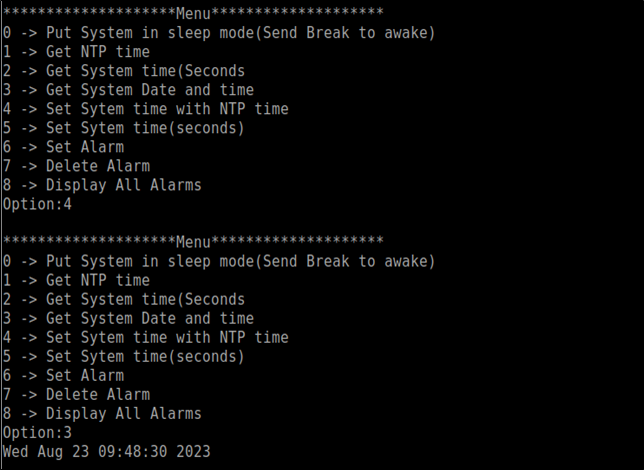 ********************Menu********************
0 -> Put System in sleep mode(Send Break to awake)
1 -> Get NTP time
2 -> Get System time(Seconds
3 -> Get System Date and time
4 -> Set Sytem time with NTP time
5 -> Set Sytem time(seconds)
6 -> Set Alarm
7 -> Delete Alarm
8 -> Display All Alarms
Option:4
********************Menu********************
0 -> Put System in sleep mode(Send Break to awake)
1 -> Get NTP time
2 -> Get System time(Seconds
3 -> Get System Date and time
4 -> Set Sytem time with NTP time
5 -> Set Sytem time(seconds)
6 -> Set Alarm
7 -> Delete Alarm
8 -> Display All Alarms
Option:3
Wed Aug 23 09:48:30 2023